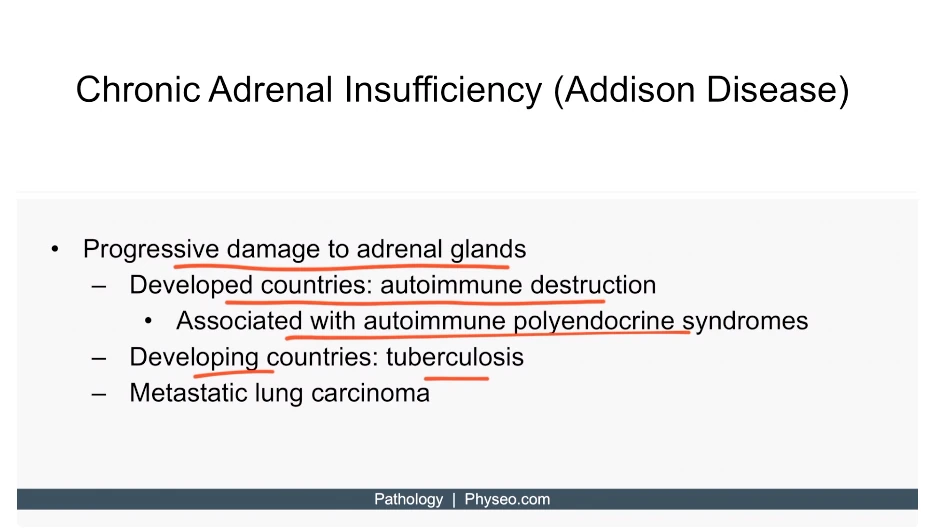 Chronic Adrenal Insufficiency (Addison Disease)
• Progressive damage to adrenal glands
– Developed countries: autoimmune destruction
• Associated with autoimmune polyendocrine syndromes
– Developing countries: tuberculosis
– Metastatic lung carcinoma
Pathology | Physeo.com